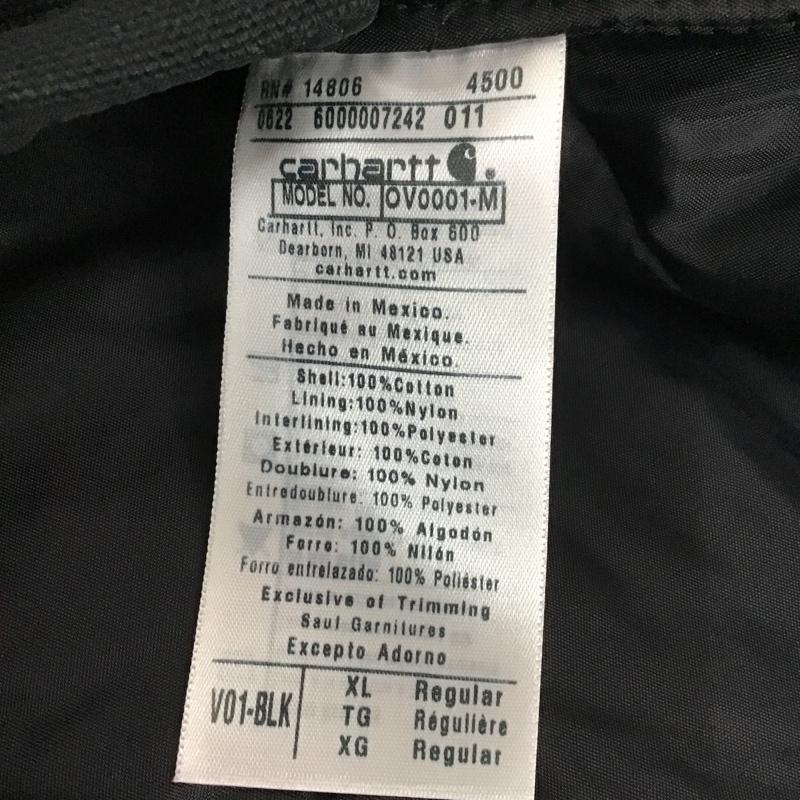 RN# 14806 4500
0622 6000007242 011
carhartt
MODEL NO. OV0001-M
Carhartt, Inc. P. O. Box 600
Dearborn, MI 48121 USA
carhartt.com
Made in Mexico.
Fabriqué au Mexique.
Hecho en México.
Shell:100%Cotton
Lining:100%Nylon
Interlining:100%Polyester
Extérieur: 100%Coton
Doublure: 100% Nylon
Entredoublure: 100% Polyester
Armazón: 100% Algodón
Forro: 100% Nilón
Forro entrelazado: 100% Poliéster
Exclusive of Trimming
Sauf Garnitures
Excepto Adorno
V01-BLK
XL Regular
TG Régulière
XG Regular